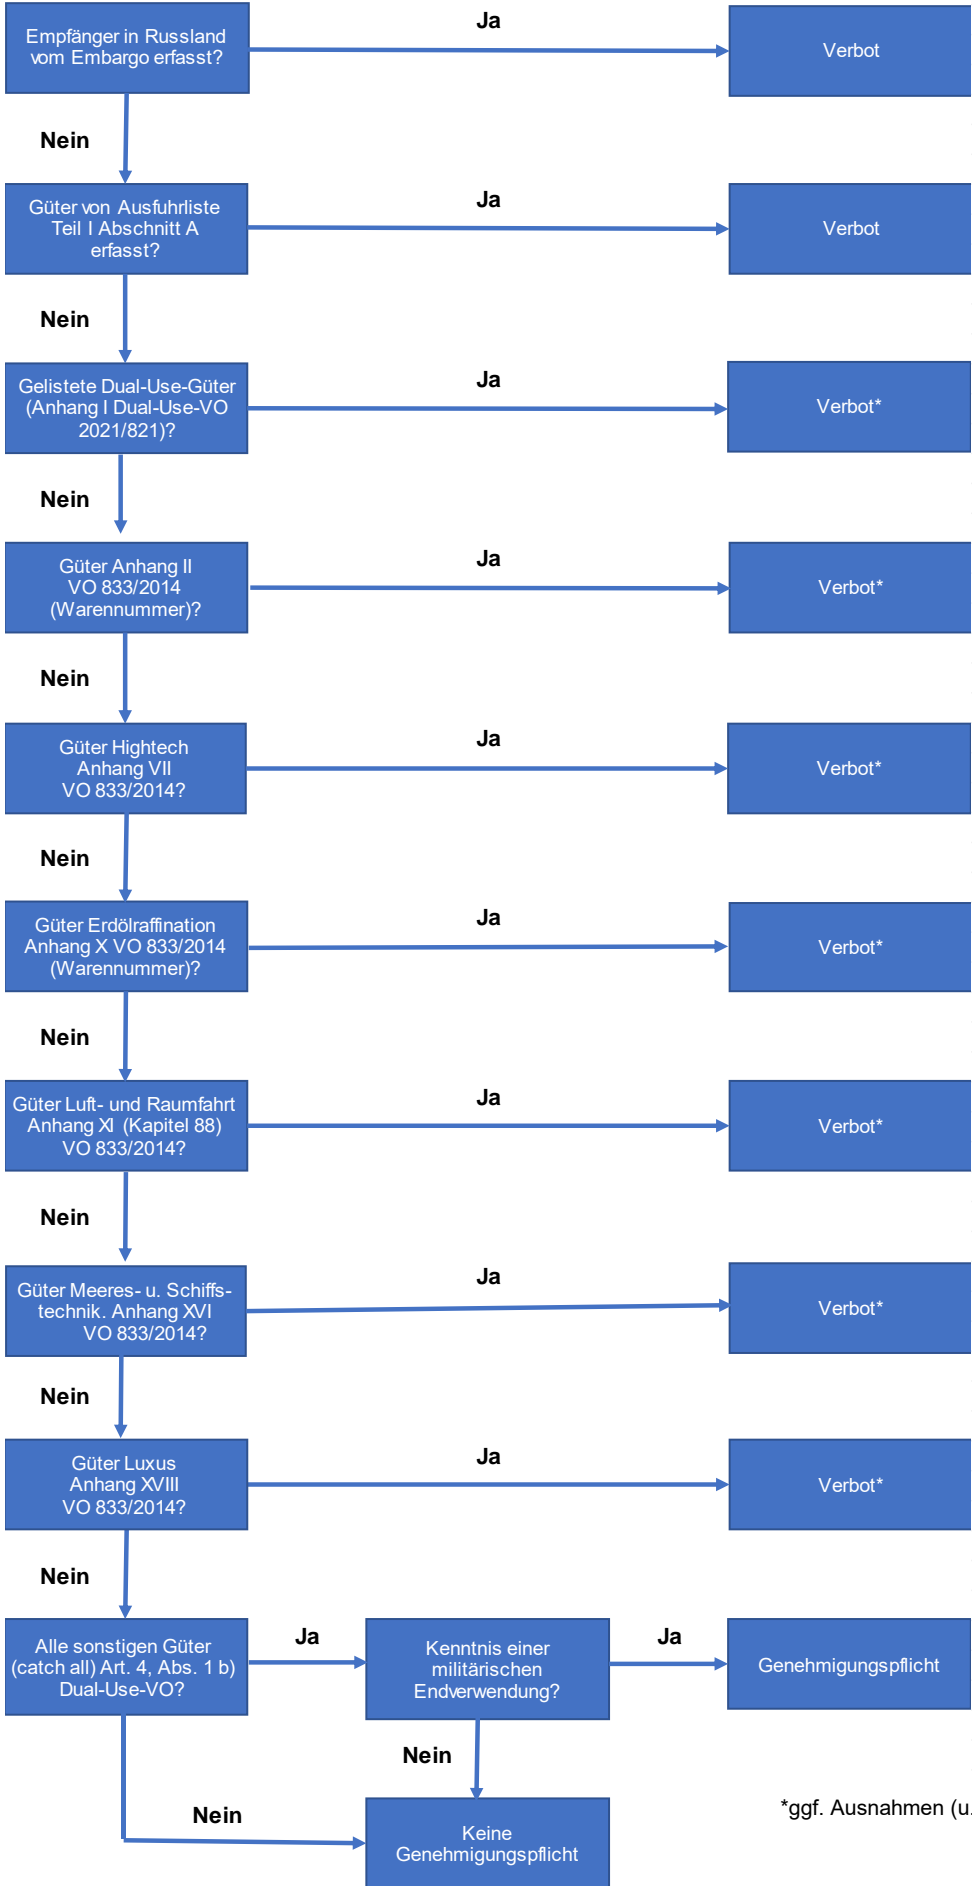 Ja
Empfänger in Russland
vom Embargo erfasst?
Verbot
Nein
Ja
Güter von Ausfuhrliste
Teil I Abschnitt A
erfasst?
Verbot
Nein
Ja
Gelistete Dual-Use-Güter
(Anhang I Dual-Use-VO
2021/821)?
Verbot*
Nein
Ja
Güter Anhang II
VO 833/2014
(Warennummer)?
Verbot*
Nein
Ja
Güter Hightech
Anhang VII
VO 833/2014?
Verbot*
Nein
Ja
Güter Erdölraffination
Anhang X VO 833/2014
(Warennummer)?
Verbot*
Nein
Ja
Güter Luft- und Raumfahrt
Anhang XI (Kapitel 88)
VO 833/2014?
Verbot*
Nein
Ja
Güter Meeres- u. Schiffs-
technik. Anhang XVI
VO 833/2014?
Verbot*
Nein
Ja
Güter Luxus
Anhang XVIII
VO 833/2014?
Verbot*
Nein
Alle sonstigen Güter
(catch all) Art. 4, Abs. 1 b)
Dual-Use-VO?
Ja
Kenntnis einer
militärischen
Endverwendung?
Ja
Genehmigungspflicht
Nein
Nein
Keine
Genehmigungspflicht
*ggf. Ausnahmen (u.